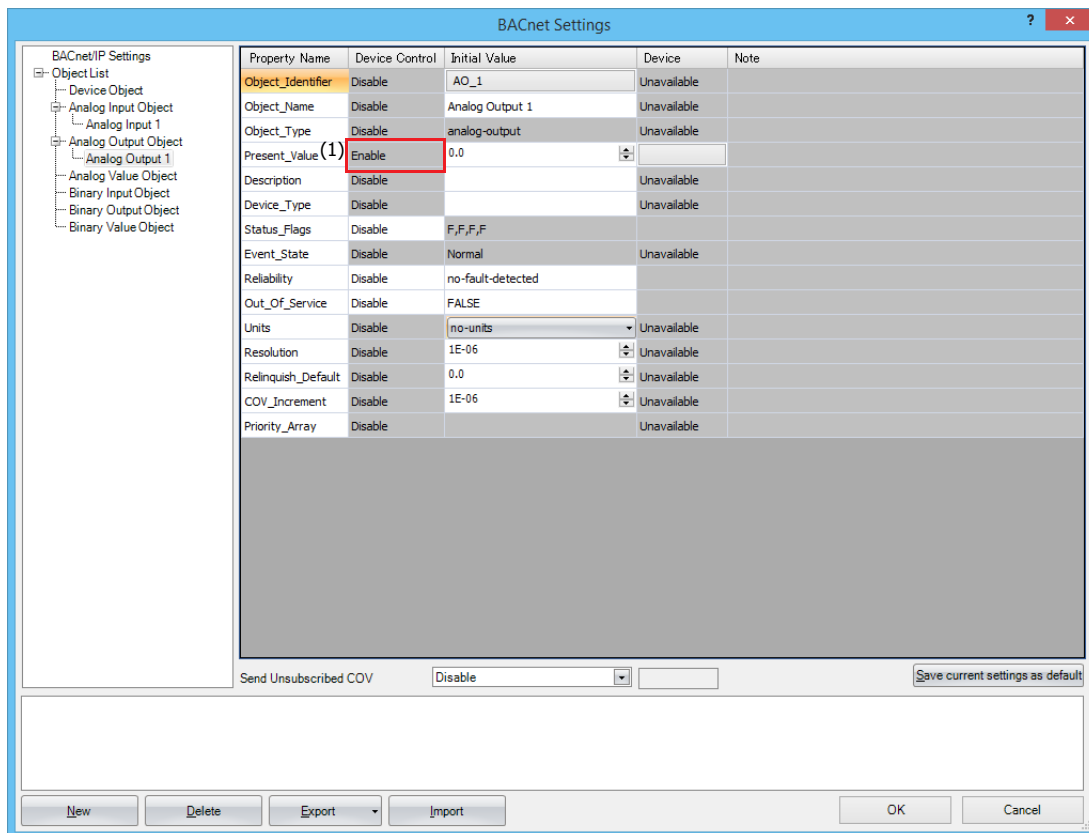 BACnet Settings
? ×
BACnet/IP Settings
Object List
Device Object
Analog Input Object
Analog Input 1
Analog Output Object
Analog Output 1
Analog Value Object
Binary Input Object
Binary Output Object
Binary Value Object
Property Name Device Control Initial Value Device Note
Object_Identifier Disable AO_1 Unavailable
Object_Name Disable Analog Output 1 Unavailable
Object_Type Disable analog-output Unavailable
Present_Value (1) Enable 0.0
Description Disable Unavailable
Device_Type Disable Unavailable
Status_Flags Disable F,F,F,F
Event_State Disable Normal Unavailable
Reliability Disable no-fault-detected
Out_Of_Service Disable FALSE
Units Disable no-units Unavailable
Resolution Disable 1E-06 Unavailable
Relinquish_Default Disable 0.0 Unavailable
COV_Increment Disable 1E-06 Unavailable
Priority_Array Disable Unavailable
Send Unsubscribed COV Disable Save current settings as default
New Delete Export Import OK Cancel